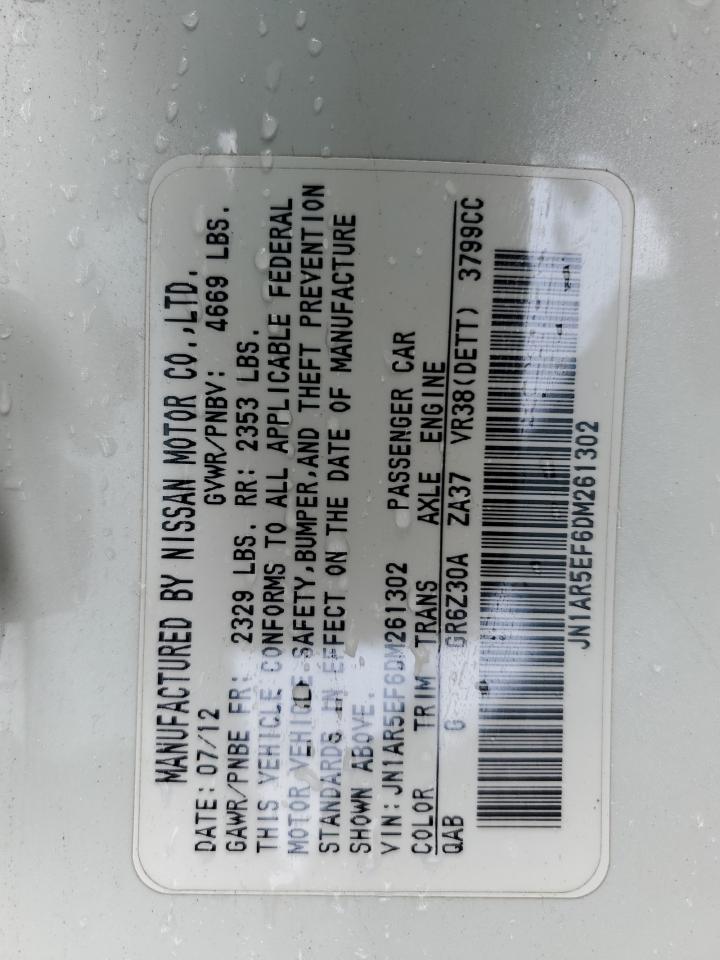 MANUFACTURED BY NISSAN MOTOR CO.,LTD.
DATE: 07/12 GVWR/PNBV: 4669 LBS.
GAWR/PNBE FR: 2329 LBS. RR: 2353 LBS.
THIS VEHICLE CONFORMS TO ALL APPLICABLE FEDERAL
MOTOR VEHICLE SAFETY,BUMPER,AND THEFT PREVENTION
STANDARDS IN EFFECT ON THE DATE OF MANUFACTURE
SHOWN ABOVE.
VIN:JN1AR5EF6DM261302 PASSENGER CAR
COLOR TRIM TRANS AXLE ENGINE
QAB G GR6Z30A ZA37 VR38(DETT) 3799CC
JN1AR5EF6DM261302